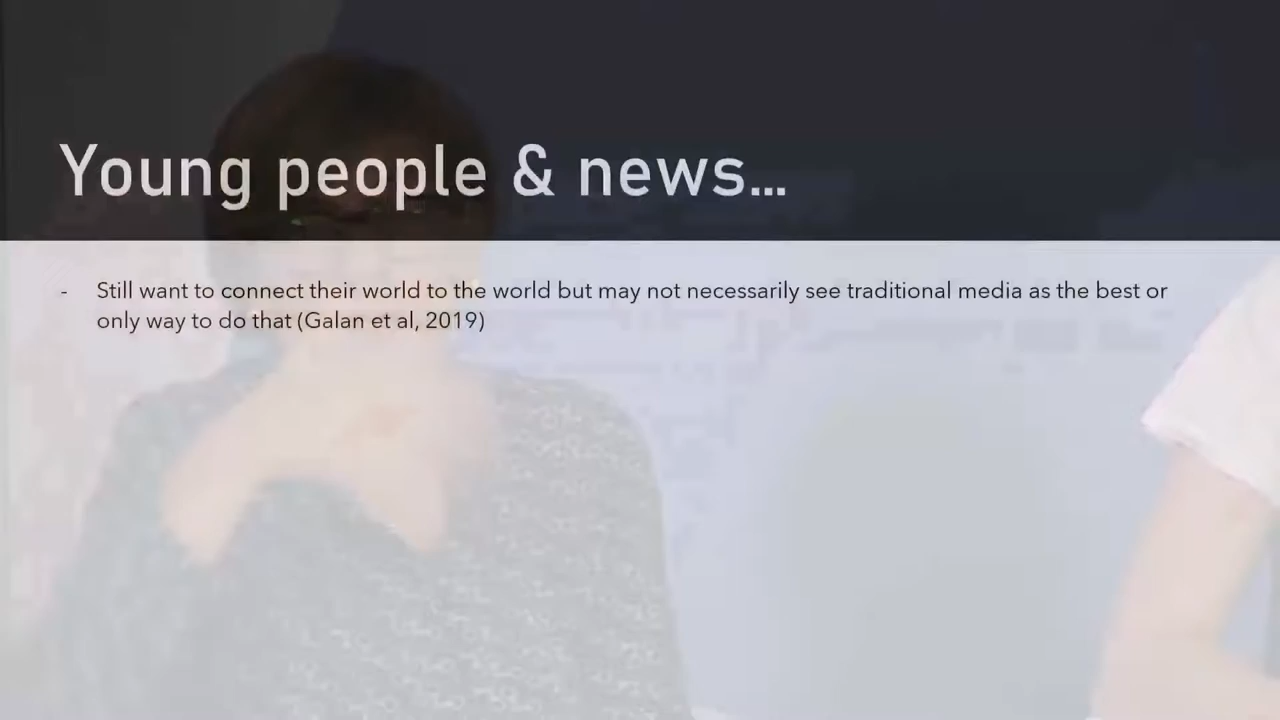 Young people & news...
- Still want to connect their world to the world but may not necessarily see traditional media as the best or
only way to do that (Galan et al, 2019)